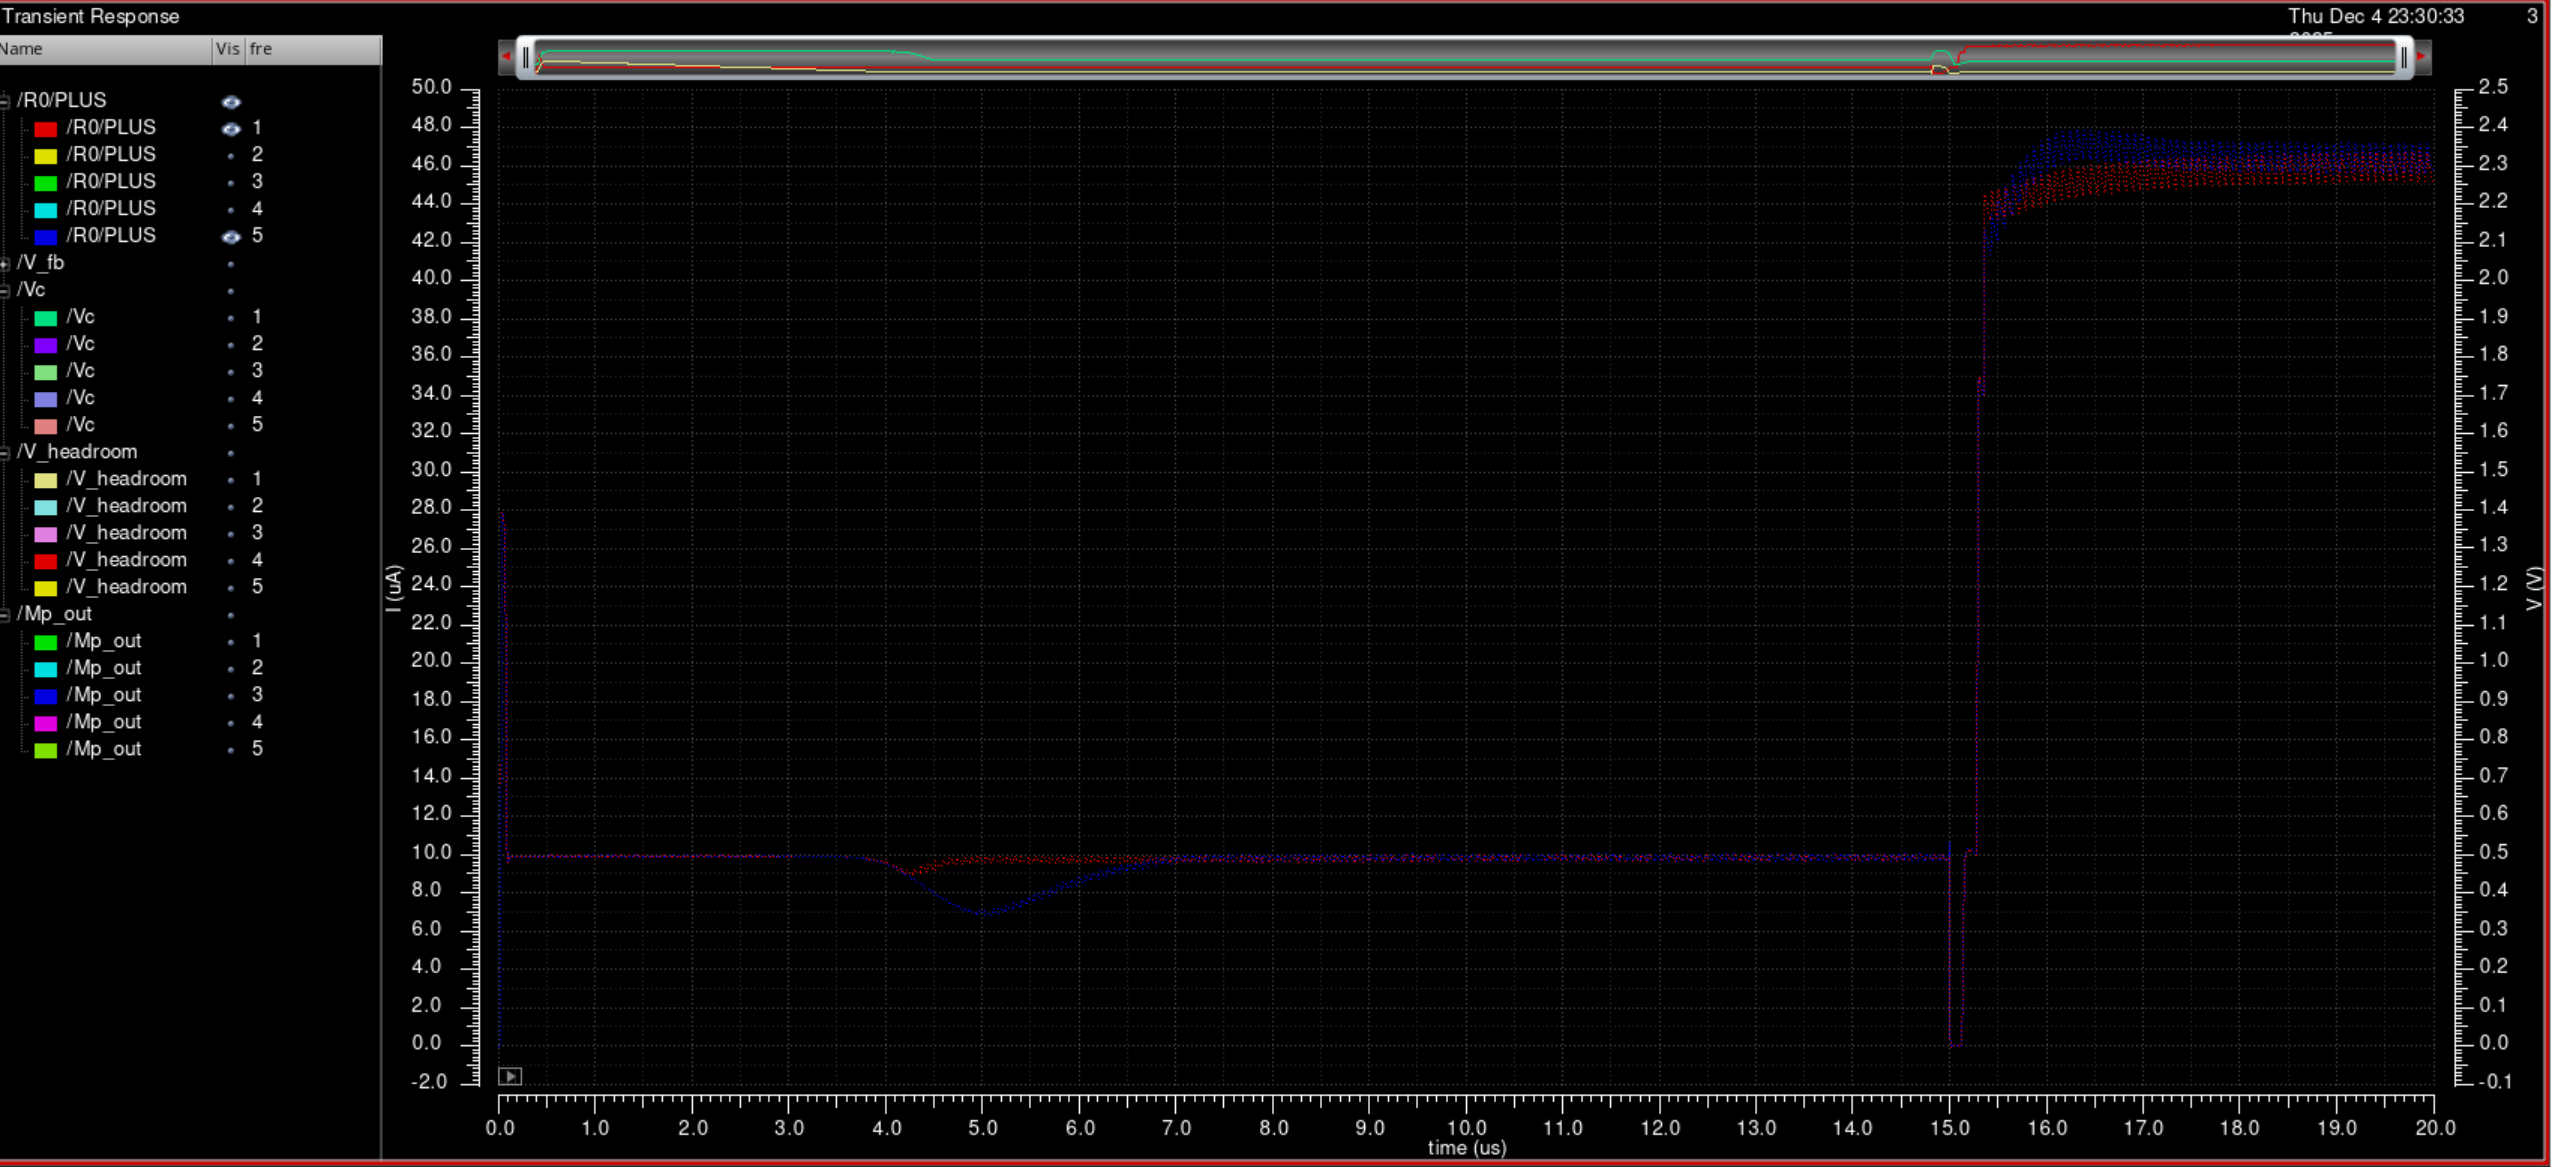 Transient Response
Thu Dec 4 23:30:33 3
Name Vis fre
/R0/PLUS
/R0/PLUS 1
/R0/PLUS 2
/R0/PLUS 3
/R0/PLUS 4
/R0/PLUS 5
/V_fb
/Vc
/Vc 1
/Vc 2
/Vc 3
/Vc 4
/Vc 5
/V_headroom
/V_headroom 1
/V_headroom 2
/V_headroom 3
/V_headroom 4
/V_headroom 5
/Mp_out
/Mp_out 1
/Mp_out 2
/Mp_out 3
/Mp_out 4
/Mp_out 5
50.0
48.0
46.0
44.0
42.0
40.0
38.0
36.0
34.0
32.0
30.0
28.0
26.0
24.0
22.0
20.0
18.0
16.0
14.0
12.0
10.0
8.0
6.0
4.0
2.0
0.0
-2.0
I (uA)
2.5
2.4
2.3
2.2
2.1
2.0
1.9
1.8
1.7
1.6
1.5
1.4
1.3
1.2
1.1
1.0
0.9
0.8
0.7
0.6
0.5
0.4
0.3
0.2
0.1
0.0
-0.1
V (V)
0.0 1.0 2.0 3.0 4.0 5.0 6.0 7.0 8.0 9.0 10.0 11.0 12.0 13.0 14.0 15.0 16.0 17.0 18.0 19.0 20.0
time (us)